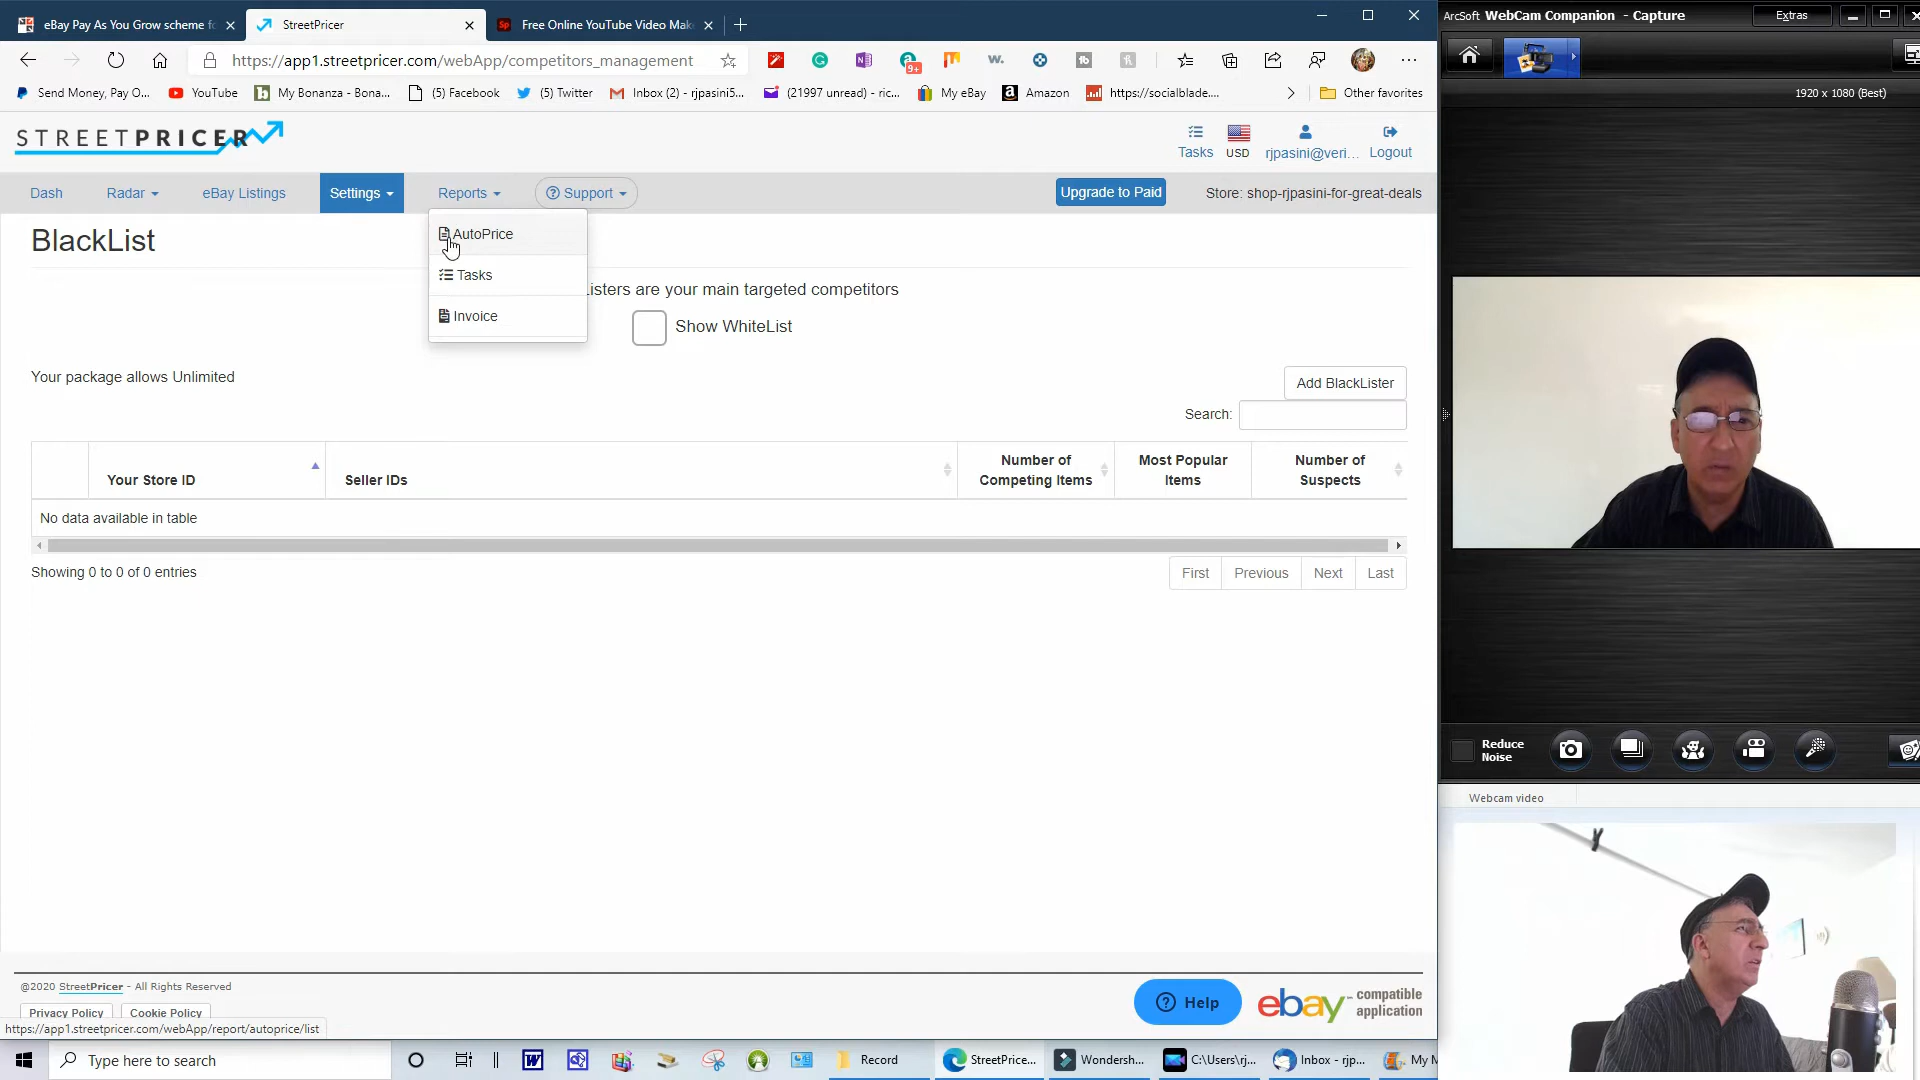 eBay Pay As You Grow scheme fo
StreetPricer
Free Online YouTube Video Mak
ArcSoft WebCam Companion - Capture
Extras
https://app1.streetpricer.com/webApp/competitors_management
9+
Send Money, Pay O...
YouTube
My Bonanza - Bona...
(5) Facebook
(5) Twitter
Inbox (2) - rjpasini5...
(21997 unread) - ric...
My eBay
Amazon
https://socialblade....
Other favorites
1920 x 1080 (Best)
STREETPRICER
Tasks
USD
rjpasini@veri...
Logout
Dash
Radar
eBay Listings
Settings
Reports
Support
Upgrade to Paid
Store: shop-rjpasini-for-great-deals
BlackList
AutoPrice
Tasks
Invoice
Listers are your main targeted competitors
Show WhiteList
Your package allows Unlimited
Add BlackLister
Search:
Your Store ID
Seller IDs
Number of Competing Items
Most Popular Items
Number of Suspects
No data available in table
Showing 0 to 0 of 0 entries
First
Previous
Next
Last
Reduce Noise
Webcam video
@2020 StreetPricer - All Rights Reserved
Privacy Policy
Cookie Policy
https://app1.streetpricer.com/webApp/report/autoprice/list
Help
ebay compatible application
Type here to search
Record
StreetPrice...
Wondersh...
C:\Users\rj...
Inbox - rjp...
My M